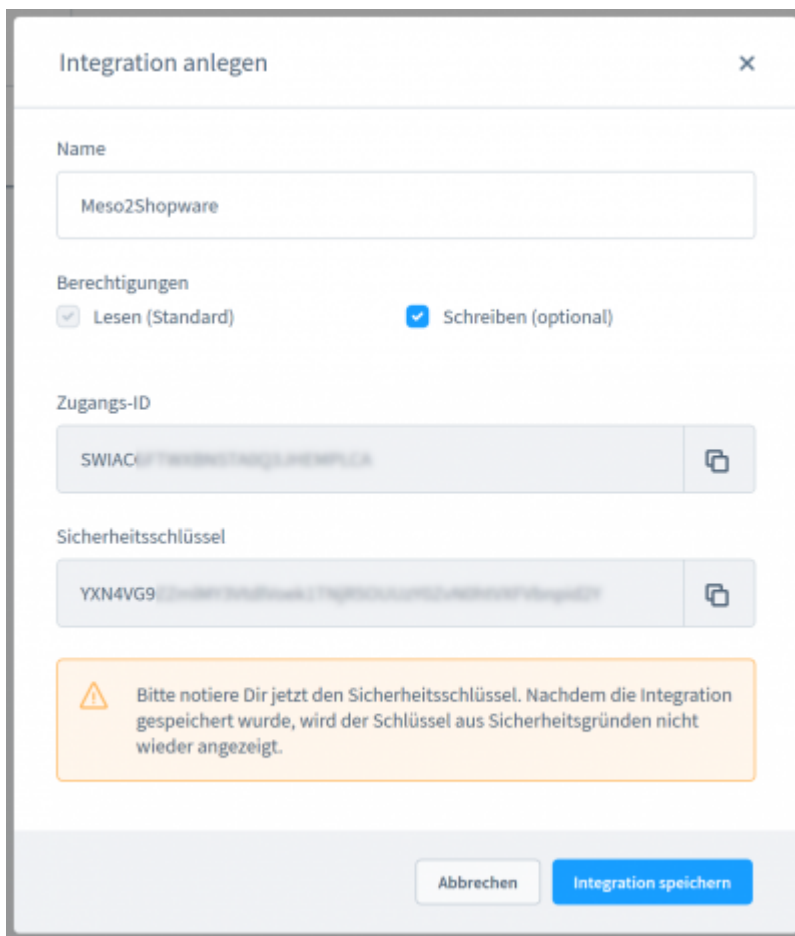 Integration anlegen
Name
Meso2Shopware
Berechtigungen
Lesen (Standard)
Schreiben (optional)
Zugangs-ID
SWIAC
Sicherheitsschlüssel
YXN4VG9
Bitte notiere Dir jetzt den Sicherheitsschlüssel. Nachdem die Integration
gespeichert wurde, wird der Schlüssel aus Sicherheitsgründen nicht
wieder angezeigt.
Abbrechen
Integration speichern